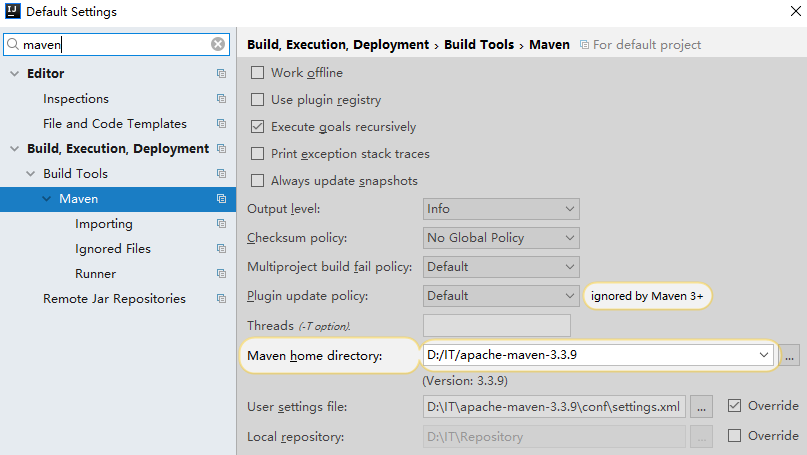 Default Settings
maven
Editor
Inspections
File and Code Templates
Build, Execution, Deployment
Build Tools
Maven
Importing
Ignored Files
Runner
Remote Jar Repositories
Build, Execution, Deployment › Build Tools › Maven For default project
Work offline
Use plugin registry
Execute goals recursively
Print exception stack traces
Always update snapshots
Output level: Info
Checksum policy: No Global Policy
Multiproject build fail policy: Default
Plugin update policy: Default ignored by Maven 3+
Threads (-T option):
Maven home directory: D:/IT/apache-maven-3.3.9 ...
(Version: 3.3.9)
User settings file: D:\IT\apache-maven-3.3.9\conf\settings.xml ... Override
Local repository: D:\IT\Repository ... Override